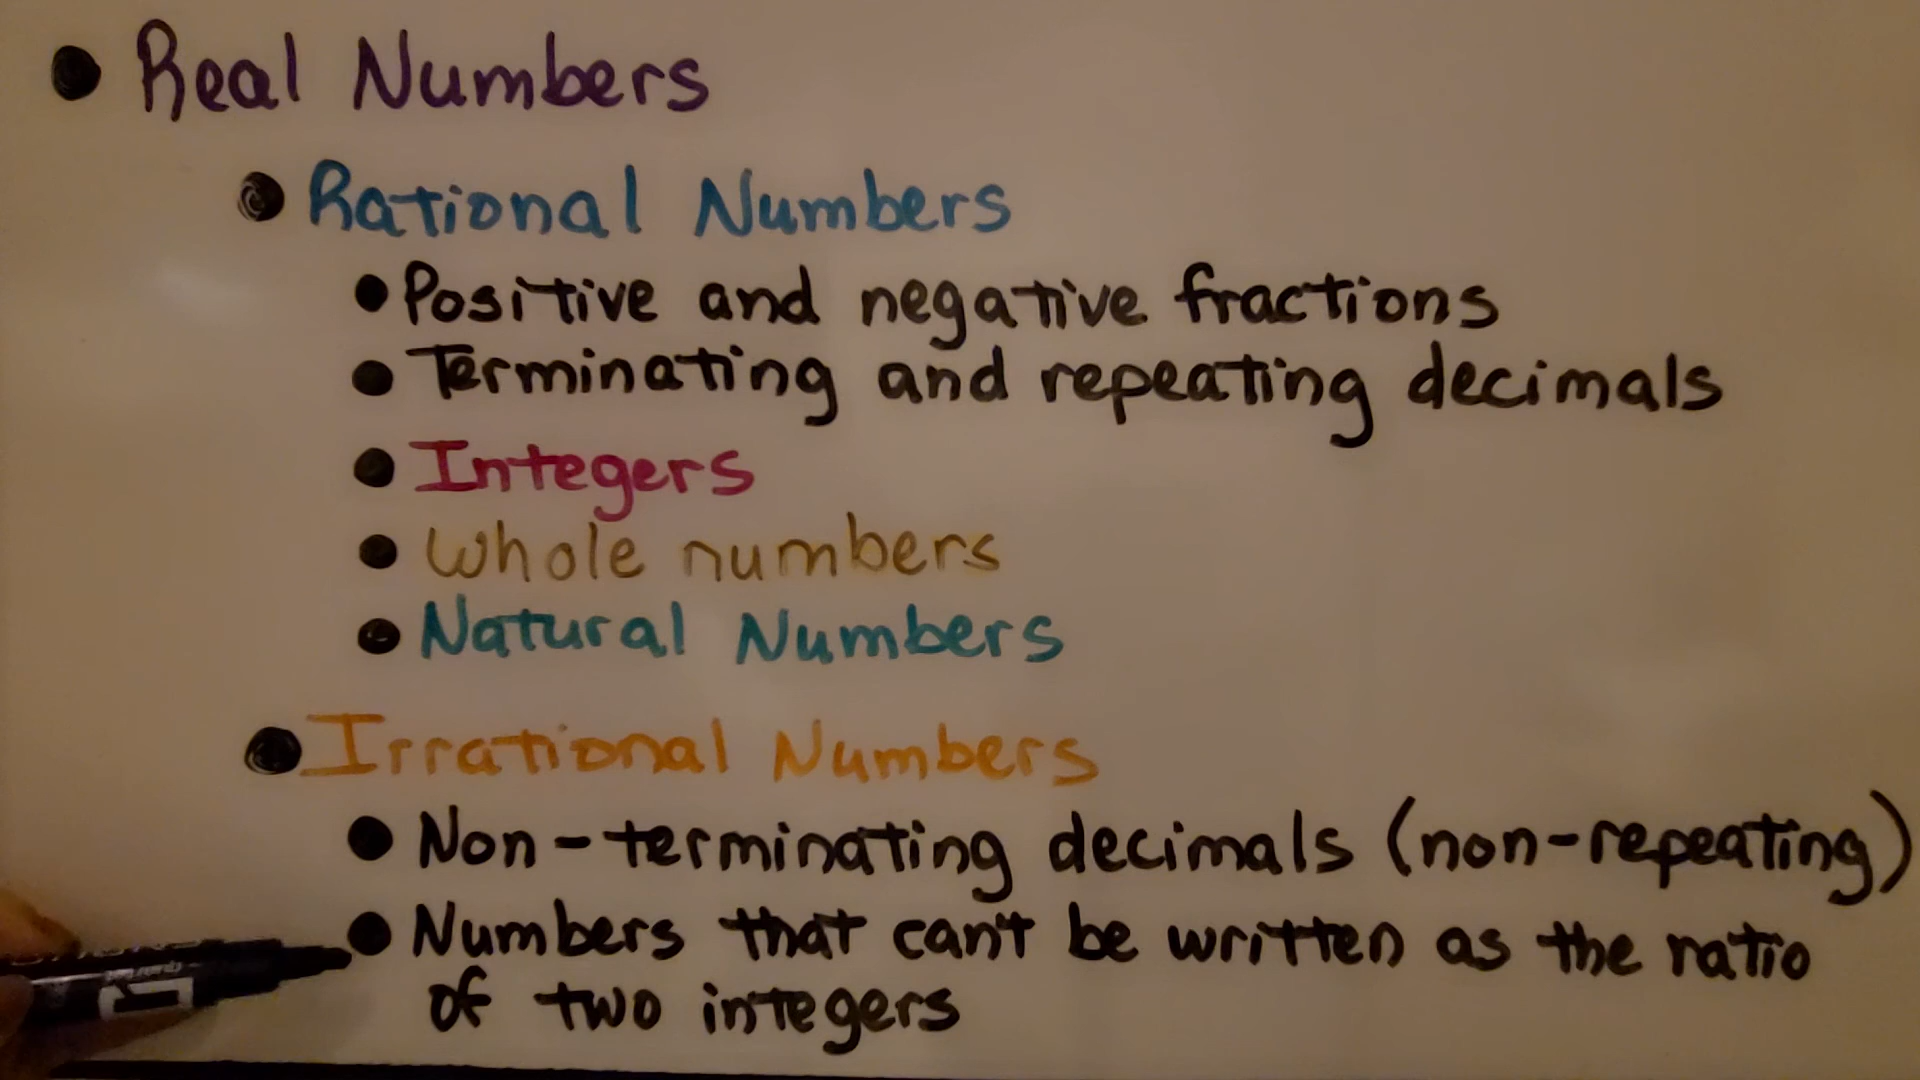 • Real Numbers
• Rational Numbers
• Positive and negative fractions
• Terminating and repeating decimals
• Integers
• Whole numbers
• Natural Numbers
• Irrational Numbers
• Non-terminating decimals (non-repeating)
• Numbers that can't be written as the ratio
of two integers